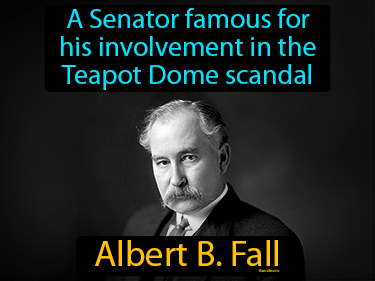 A Senator famous for
his involvement in the
Teapot Dome scandal
Albert B. Fall